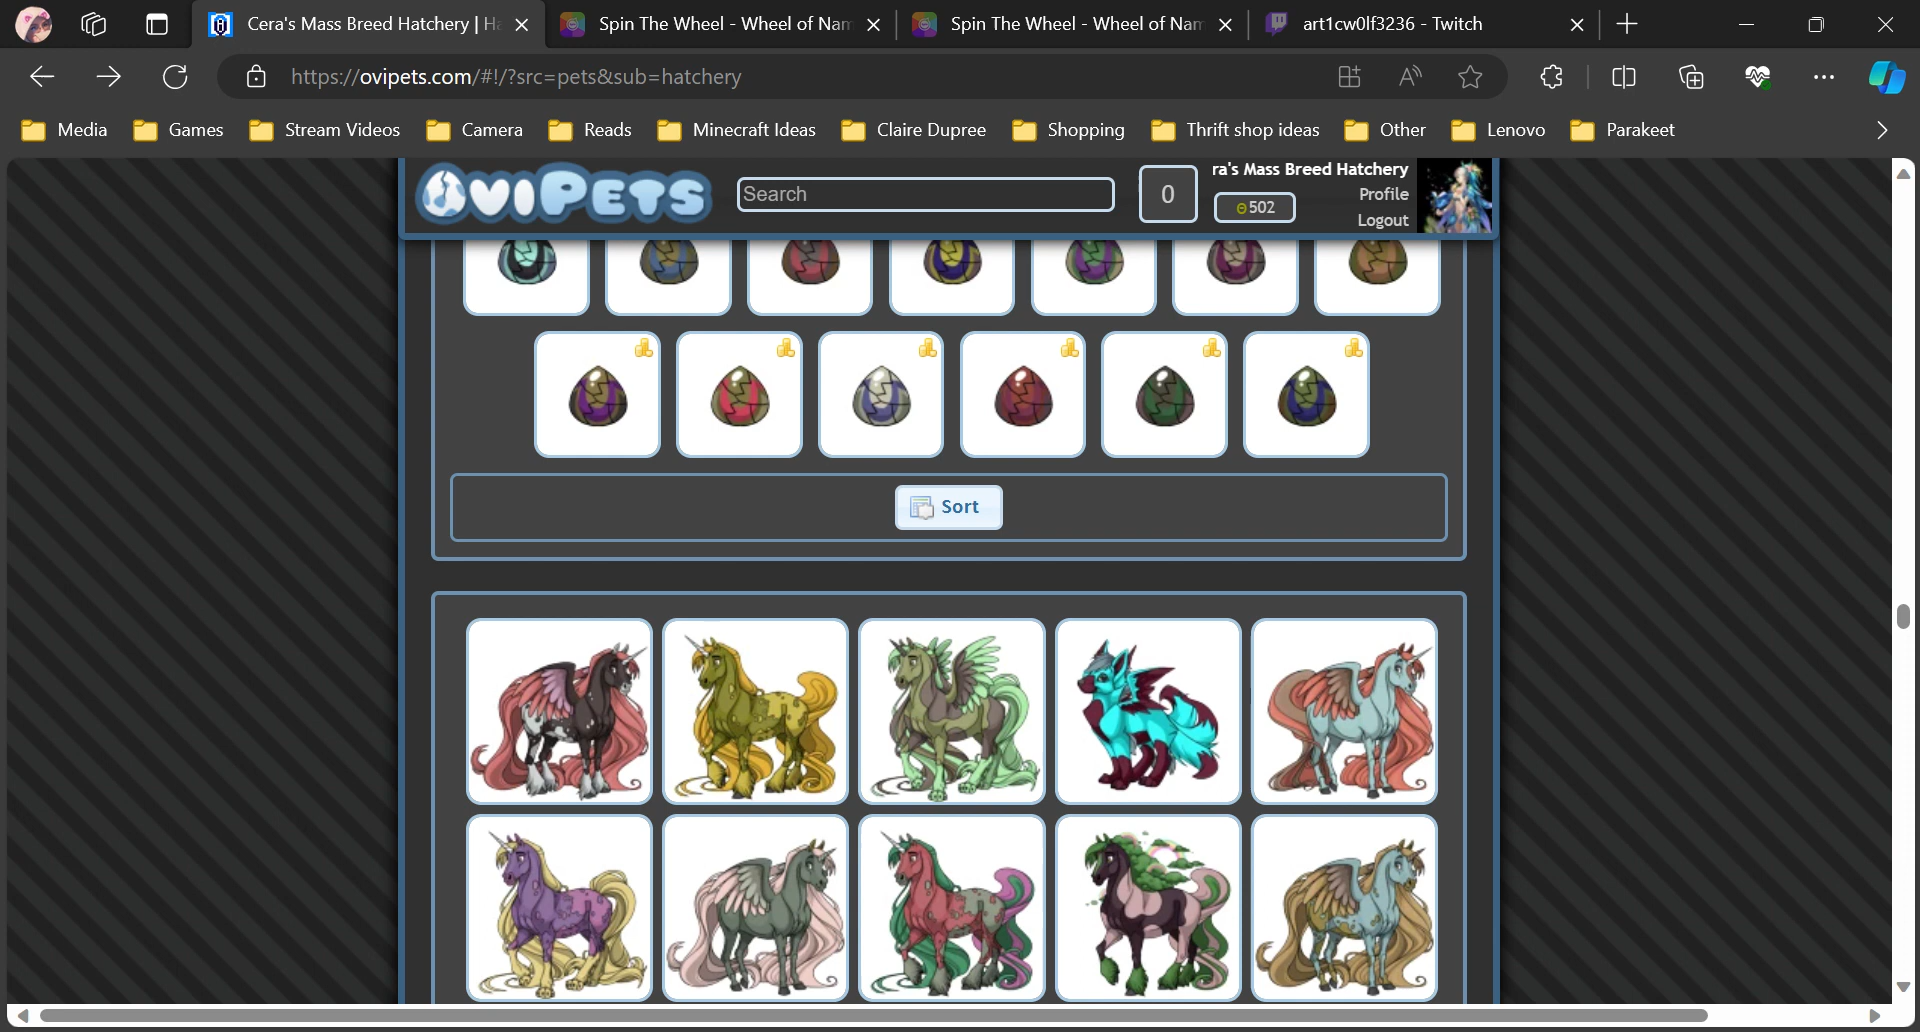 Cera's Mass Breed Hatchery | Ha
Spin The Wheel - Wheel of Nam
Spin The Wheel - Wheel of Nam
art1cw0lf3236 - Twitch
https://ovipets.com/#!/?src=pets&sub=hatchery
Media
Games
Stream Videos
Camera
Reads
Minecraft Ideas
Claire Dupree
Shopping
Thrift shop ideas
Other
Lenovo
Parakeet
OviPets
Search
0
ra's Mass Breed Hatchery
502
Profile
Logout
Sort